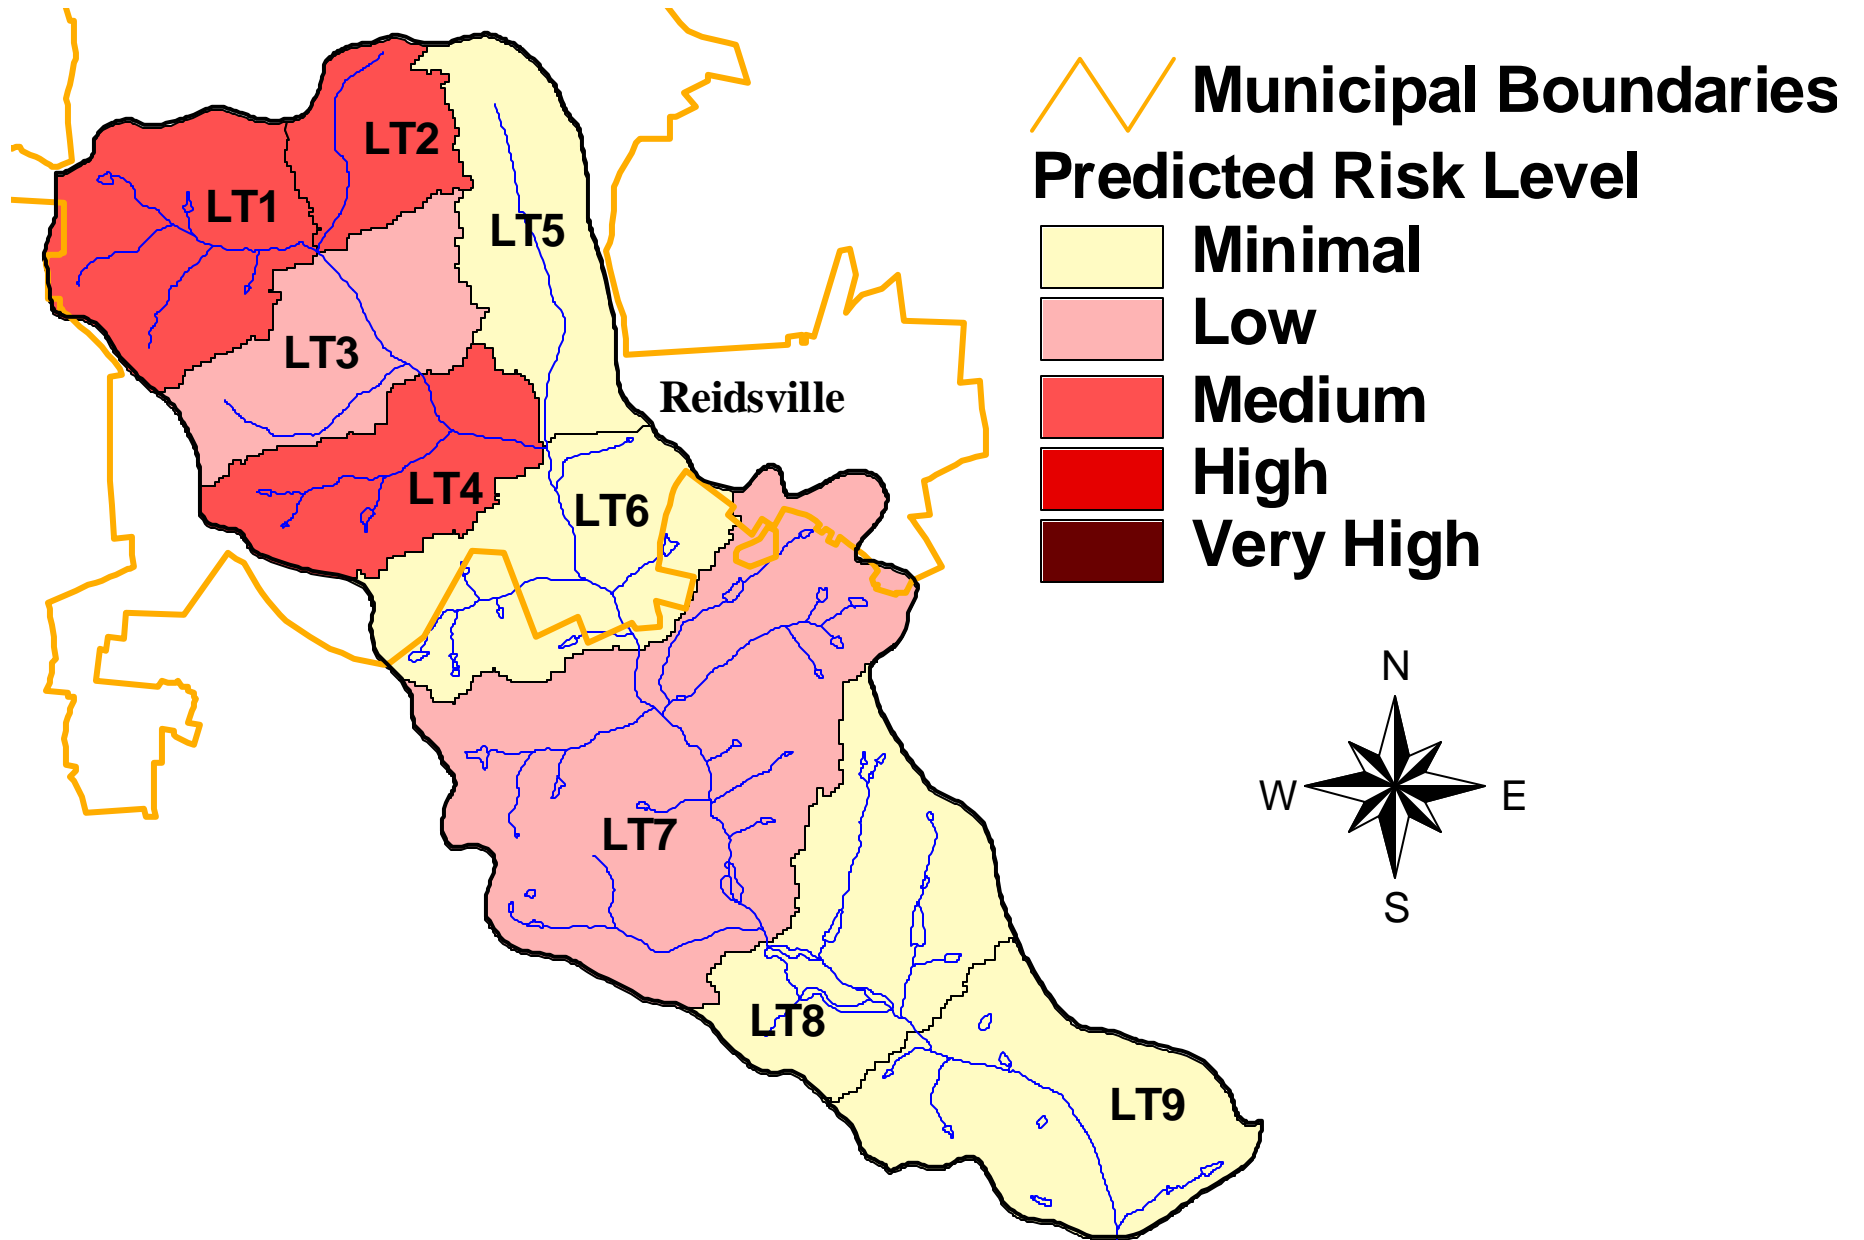 Municipal Boundaries
Predicted Risk Level
Minimal
Low
Medium
High
Very High
LT2
LT1
LT5
LT3
Reidsville
LT4
LT6
LT7
LT8
LT9
N
W
E
S